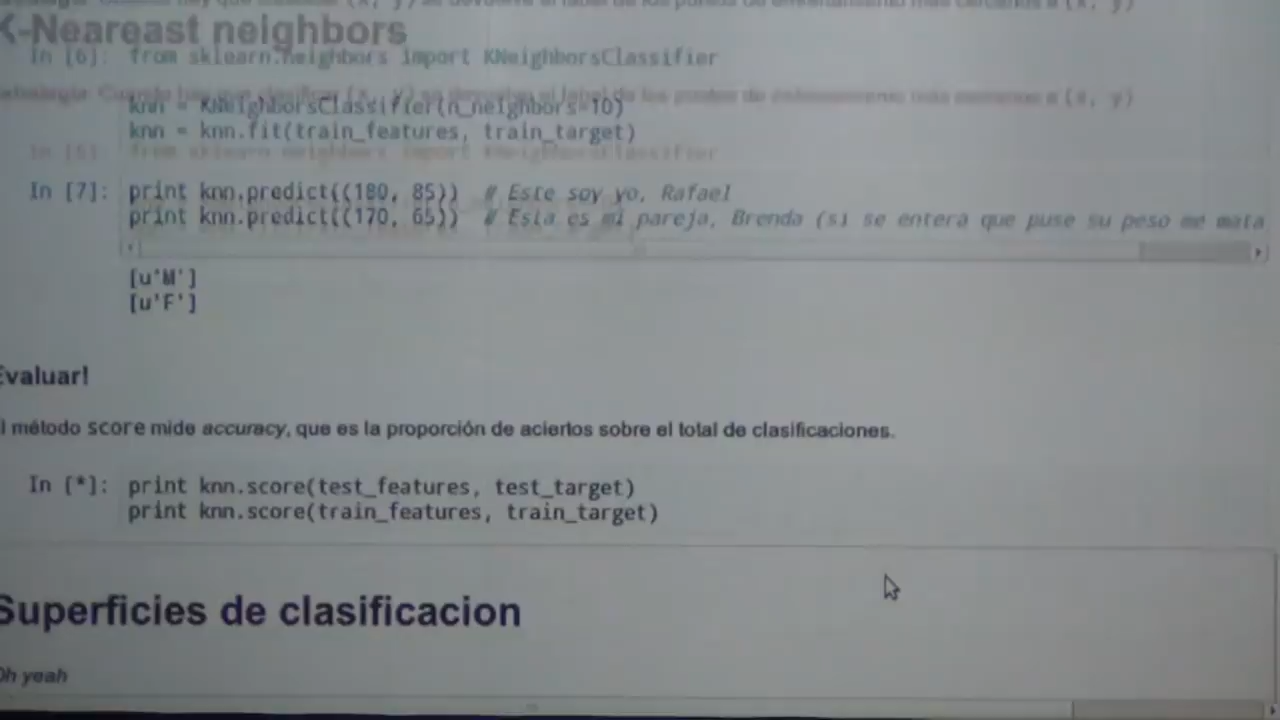 K-Neareast neighbors
In [6]: from sklearn.neighbors import KNeighborsClassifier
knn = KNeighborsClassifier(n_neighbors=10)
knn = knn.fit(train_features, train_target)
In [7]: print knn.predict((180, 85)) # Este soy yo, Rafael
print knn.predict((170, 65)) # Esta es mi pareja, Brenda (si se entera que puse su peso me mata
[u'M']
[u'F']
Evaluar!
l método score mide accuracy, que es la proporción de aciertos sobre el total de clasificaciones.
In [*]: print knn.score(test_features, test_target)
print knn.score(train_features, train_target)
Superficies de clasificacion
Oh yeah